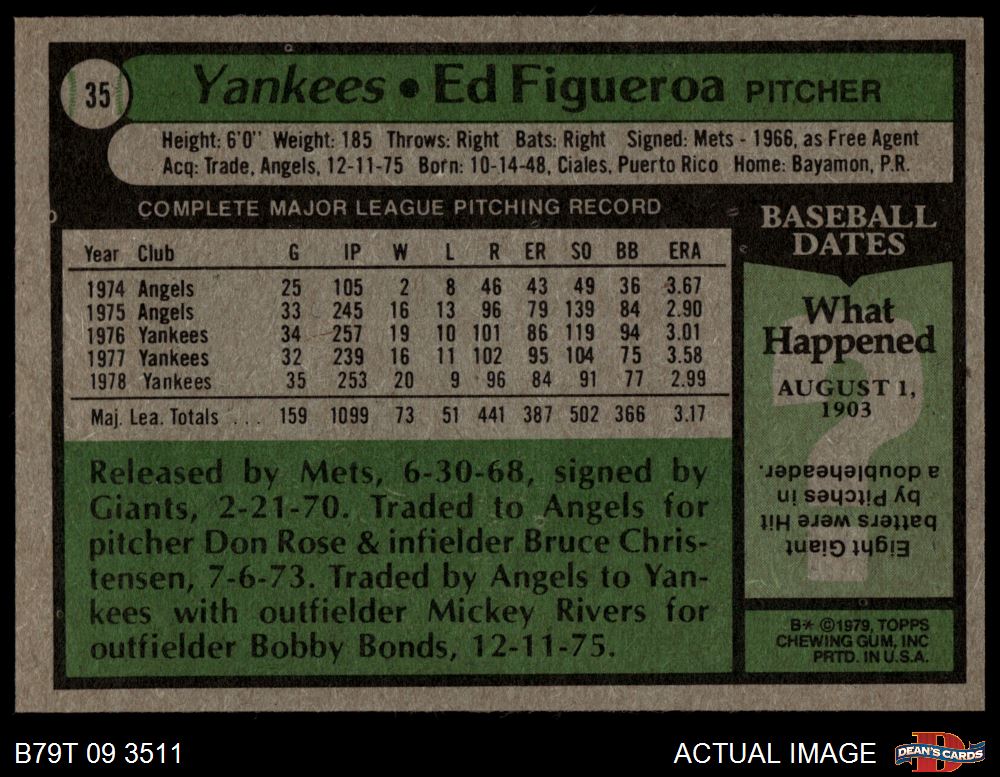 35
Yankees • Ed Figueroa PITCHER
Height: 6'0" Weight: 185 Throws: Right Bats: Right Signed: Mets - 1966, as Free Agent
Acq: Trade, Angels, 12-11-75 Born: 10-14-48, Ciales, Puerto Rico Home: Bayamon, P.R.
COMPLETE MAJOR LEAGUE PITCHING RECORD
Year Club G IP W L R ER SO BB ERA
1974 Angels 25 105 2 8 46 43 49 36 3.67
1975 Angels 33 245 16 13 96 79 139 84 2.90
1976 Yankees 34 257 19 10 101 86 119 94 3.01
1977 Yankees 32 239 16 11 102 95 104 75 3.58
1978 Yankees 35 253 20 9 96 84 91 77 2.99
Maj. Lea. Totals . . . 159 1099 73 51 441 387 502 366 3.17
Released by Mets, 6-30-68, signed by
Giants, 2-21-70. Traded to Angels for
pitcher Don Rose & infielder Bruce Chris-
tensen, 7-6-73. Traded by Angels to Yan-
kees with outfielder Mickey Rivers for
outfielder Bobby Bonds, 12-11-75.
BASEBALL
DATES
What
Happened
AUGUST 1,
1903
?
Eight Giant
batters were Hit
by Pitches in
a doubleheader.
B* ©1979, TOPPS
CHEWING GUM, INC
PRTD. IN U.S.A.
B79T 09 3511
ACTUAL IMAGE
DEAN'S CARDS